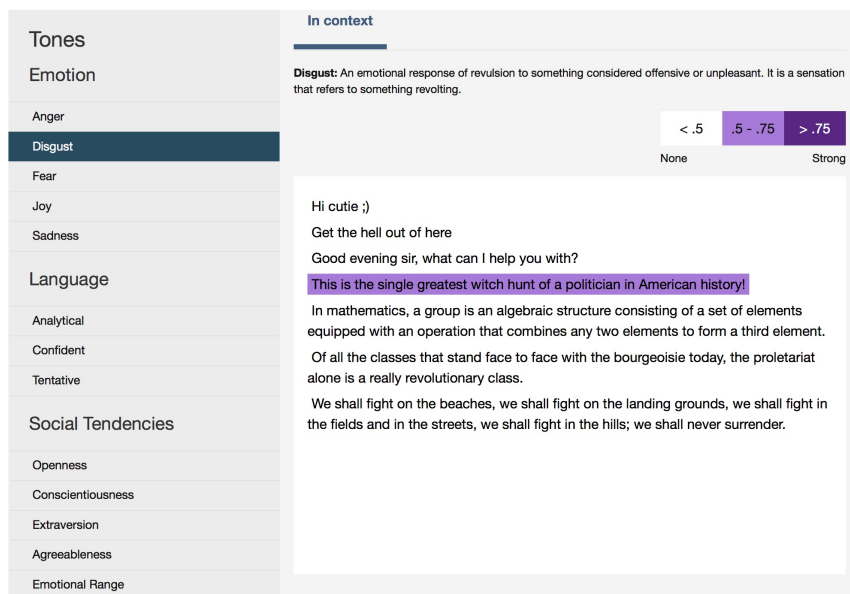 Tones
Emotion
Anger
Disgust
Fear
Joy
Sadness
Language
Analytical
Confident
Tentative
Social Tendencies
Openness
Conscientiousness
Extraversion
Agreeableness
Emotional Range
In context
Disgust: An emotional response of revulsion to something considered offensive or unpleasant. It is a sensation
that refers to something revolting.
< .5
.5 - .75
> .75
None
Strong
Hi cutie ;)
Get the hell out of here
Good evening sir, what can I help you with?
This is the single greatest witch hunt of a politician in American history!
In mathematics, a group is an algebraic structure consisting of a set of elements
equipped with an operation that combines any two elements to form a third element.
Of all the classes that stand face to face with the bourgeoisie today, the proletariat
alone is a really revolutionary class.
We shall fight on the beaches, we shall fight on the landing grounds, we shall fight in
the fields and in the streets, we shall fight in the hills; we shall never surrender.